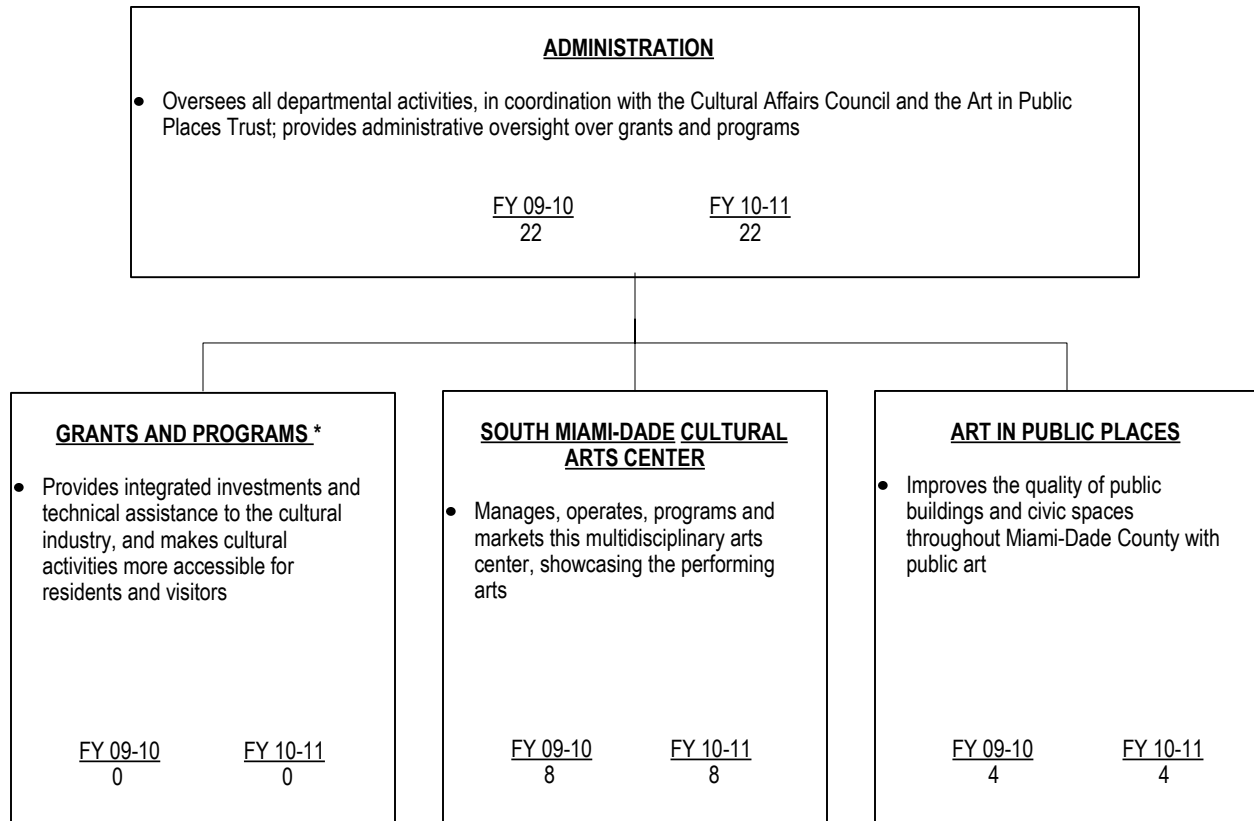 ADMINISTRATION
• Oversees all departmental activities, in coordination with the Cultural Affairs Council and the Art in Public
Places Trust; provides administrative oversight over grants and programs
FY 09-10 FY 10-11
22 22
GRANTS AND PROGRAMS *
• Provides integrated investments and
technical assistance to the cultural
industry, and makes cultural
activities more accessible for
residents and visitors
FY 09-10 FY 10-11
0 0
SOUTH MIAMI-DADE CULTURAL
ARTS CENTER
• Manages, operates, programs and
markets this multidisciplinary arts
center, showcasing the performing
arts
FY 09-10 FY 10-11
8 8
ART IN PUBLIC PLACES
• Improves the quality of public
buildings and civic spaces
throughout Miami-Dade County with
public art
FY 09-10 FY 10-11
4 4